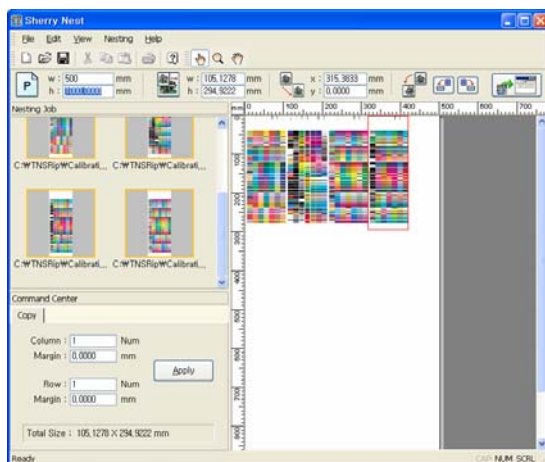 Sherry Nest
File Edit View Nesting Help
P w : 500 mm w : 105,1278 mm x : 315,3833 mm
h : mm h : 294,9222 mm y : 0,0000 mm
Nesting Job
mm 0 100 200 300 400 500 600 700
C:₩TNSRip₩Calibrati... C:₩TNSRip₩Calibrati...
C:₩TNSRip₩Calibrati... C:₩TNSRip₩Calibrati...
0
100
200
300
400
500
600
700
800
Command Center
Copy
Column : 1 Num
Margin : 0,0000 mm
Apply
Row : 1 Num
Margin : 0,0000 mm
Total Size : 105,1278 X 294,9222 mm
Ready CAP NUM SCRL